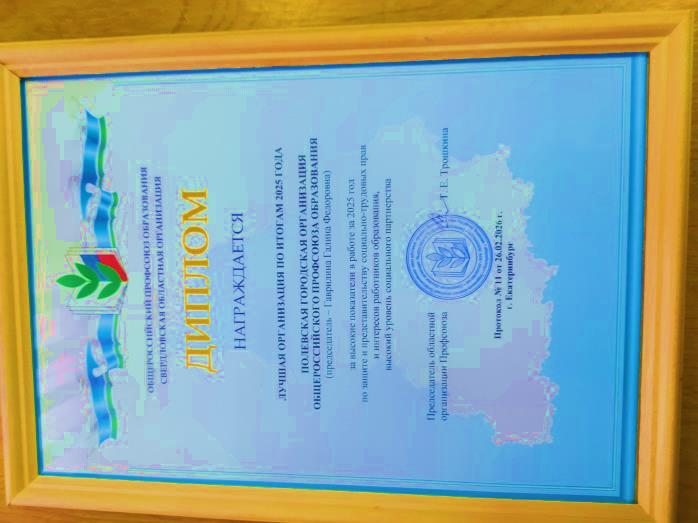 ОБЩЕРОССИЙСКИЙ ПРОФСОЮЗ ОБРАЗОВАНИЯ
СВЕРДЛОВСКАЯ ОБЛАСТНАЯ ОРГАНИЗАЦИЯ
ДИПЛОМ
НАГРАЖДАЕТСЯ
ЛУЧШАЯ ОРГАНИЗАЦИЯ ПО ИТОГАМ 2025 ГОДА
ПОЛЕВСКАЯ ГОРОДСКАЯ ОРГАНИЗАЦИЯ
ОБЩЕРОССИЙСКОГО ПРОФСОЮЗА ОБРАЗОВАНИЯ
(председатель – Гаврилина Галина Федоровна)
за высокие показатели в работе за 2025 год
по защите и представительству социально-трудовых прав
и интересов работников образования,
высокий уровень социального партнерства
Председатель областной
организации Профсоюза
Т. Е. Трошкина
Протокол № 11 от 26.02.2026 г.
г. Екатеринбург